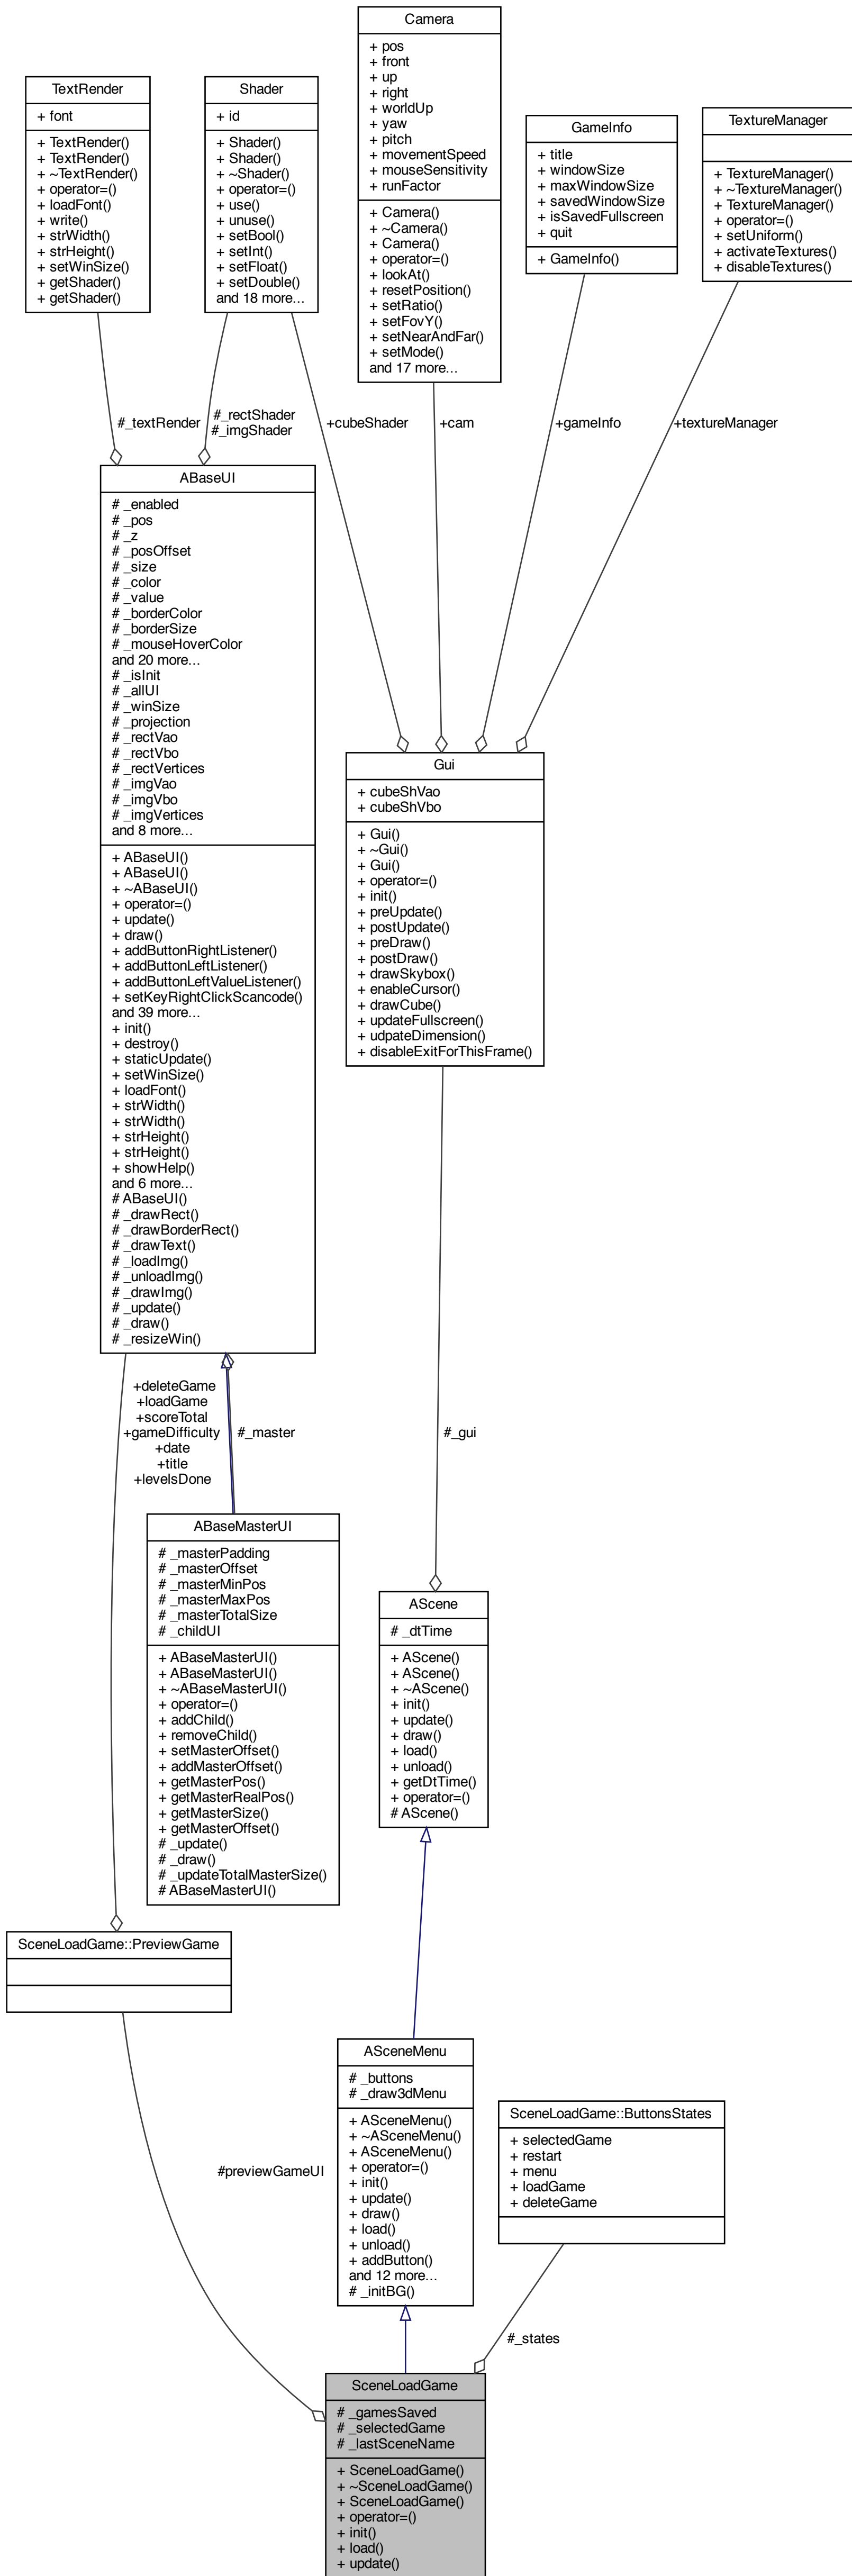 Camera
+ pos
+ front
+ up
+ right
+ worldUp
+ yaw
+ pitch
+ movementSpeed
+ mouseSensitivity
+ runFactor
+ Camera()
+ ~Camera()
+ Camera()
+ operator=()
+ lookAt()
+ resetPosition()
+ setRatio()
+ setFovY()
+ setNearAndFar()
+ setMode()
and 17 more...
TextRender
+ font
+ TextRender()
+ TextRender()
+ ~TextRender()
+ operator=()
+ loadFont()
+ write()
+ strWidth()
+ strHeight()
+ setWinSize()
+ getShader()
+ getShader()
Shader
+ id
+ Shader()
+ Shader()
+ ~Shader()
+ operator=()
+ use()
+ unuse()
+ setBool()
+ setInt()
+ setFloat()
+ setDouble()
and 18 more...
GameInfo
+ title
+ windowSize
+ maxWindowSize
+ savedWindowSize
+ isSavedFullscreen
+ quit
+ GameInfo()
TextureManager
+ TextureManager()
+ ~TextureManager()
+ TextureManager()
+ operator=()
+ setUniform()
+ activateTextures()
+ disableTextures()
#_textRender
#_rectShader
#_imgShader
+cubeShader
+cam
+gameInfo
+textureManager
ABaseUI
# _enabled
# _pos
# _z
# _posOffset
# _size
# _color
# _value
# _borderColor
# _borderSize
# _mouseHoverColor
and 20 more...
# _isInit
# _allUI
# _winSize
# _projection
# _rectVao
# _rectVbo
# _rectVertices
# _imgVao
# _imgVbo
# _imgVertices
and 8 more...
+ ABaseUI()
+ ABaseUI()
+ ~ABaseUI()
+ operator=()
+ update()
+ draw()
+ addButtonRightListener()
+ addButtonLeftListener()
+ addButtonLeftValueListener()
+ setKeyRightClickScancode()
and 39 more...
+ init()
+ destroy()
+ staticUpdate()
+ setWinSize()
+ loadFont()
+ strWidth()
+ strWidth()
+ strHeight()
+ strHeight()
+ showHelp()
and 6 more...
# ABaseUI()
# _drawRect()
# _drawBorderRect()
# _drawText()
# _loadImg()
# _unloadImg()
# _drawImg()
# _update()
# _draw()
# _resizeWin()
Gui
+ cubeShVao
+ cubeShVbo
+ Gui()
+ ~Gui()
+ Gui()
+ operator=()
+ init()
+ preUpdate()
+ postUpdate()
+ preDraw()
+ postDraw()
+ drawSkybox()
+ enableCursor()
+ drawCube()
+ updateFullscreen()
+ udpateDimension()
+ disableExitForThisFrame()
+deleteGame
+loadGame
+scoreTotal
+gameDifficulty
+date
+title
+levelsDone
#_master
#_gui
ABaseMasterUI
# _masterPadding
# _masterOffset
# _masterMinPos
# _masterMaxPos
# _masterTotalSize
# _childUI
+ ABaseMasterUI()
+ ABaseMasterUI()
+ ~ABaseMasterUI()
+ operator=()
+ addChild()
+ removeChild()
+ setMasterOffset()
+ addMasterOffset()
+ getMasterPos()
+ getMasterRealPos()
+ getMasterSize()
+ getMasterOffset()
# _update()
# _draw()
# _updateTotalMasterSize()
# ABaseMasterUI()
AScene
# _dtTime
+ AScene()
+ AScene()
+ ~AScene()
+ init()
+ update()
+ draw()
+ load()
+ unload()
+ getDtTime()
+ operator=()
# AScene()
SceneLoadGame::PreviewGame
ASceneMenu
# _buttons
# _draw3dMenu
+ ASceneMenu()
+ ~ASceneMenu()
+ ASceneMenu()
+ operator=()
+ init()
+ update()
+ draw()
+ load()
+ unload()
+ addButton()
and 12 more...
# _initBG()
SceneLoadGame::ButtonsStates
+ selectedGame
+ restart
+ menu
+ loadGame
+ deleteGame
#previewGameUI
#_states
SceneLoadGame
# _gamesSaved
# _selectedGame
# _lastSceneName
+ SceneLoadGame()
+ ~SceneLoadGame()
+ SceneLoadGame()
+ operator=()
+ init()
+ load()
+ update()